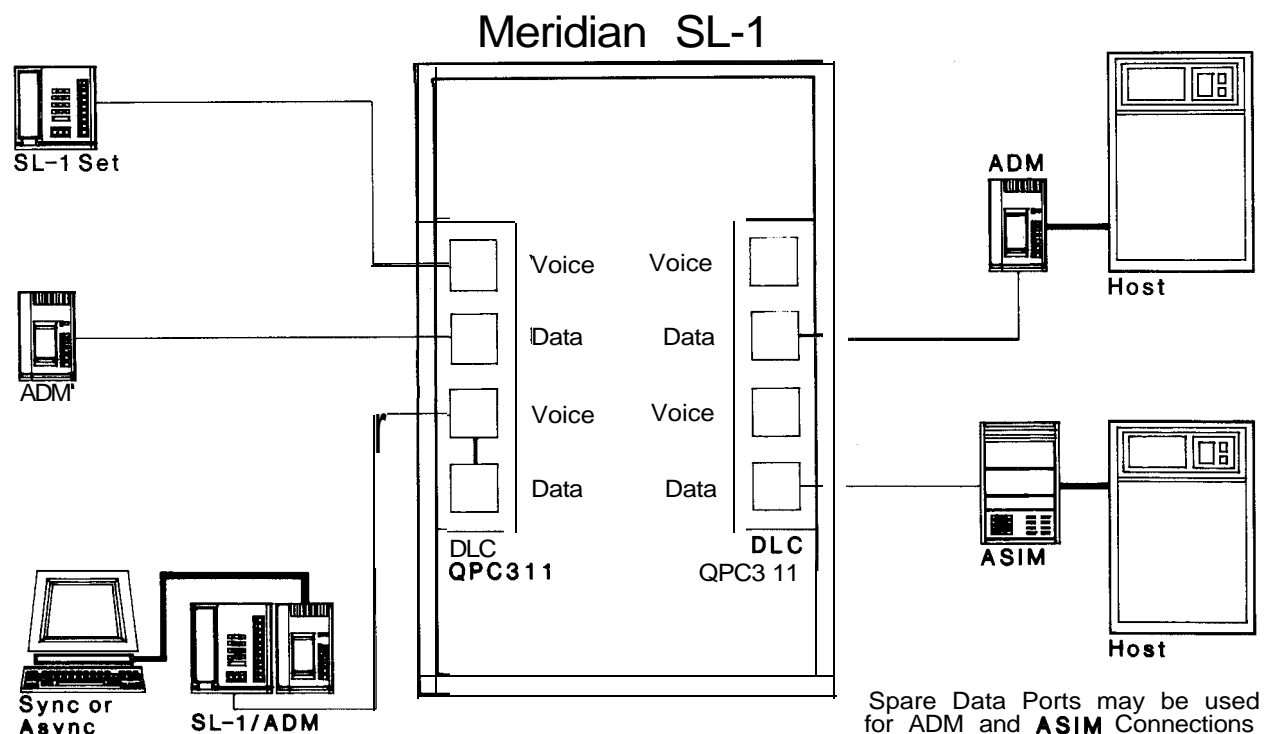 Meridian SL-1
SL-1 Set
ADM
Host
Voice
Voice
Data
Data
ADM'
Voice
Voice
Data
Data
DLC
QPC311
DLC
QPC3 11
ASIM
Host
Sync or
Async
SL-1/ADM
Spare Data Ports may be used
for ADM and ASIM Connections